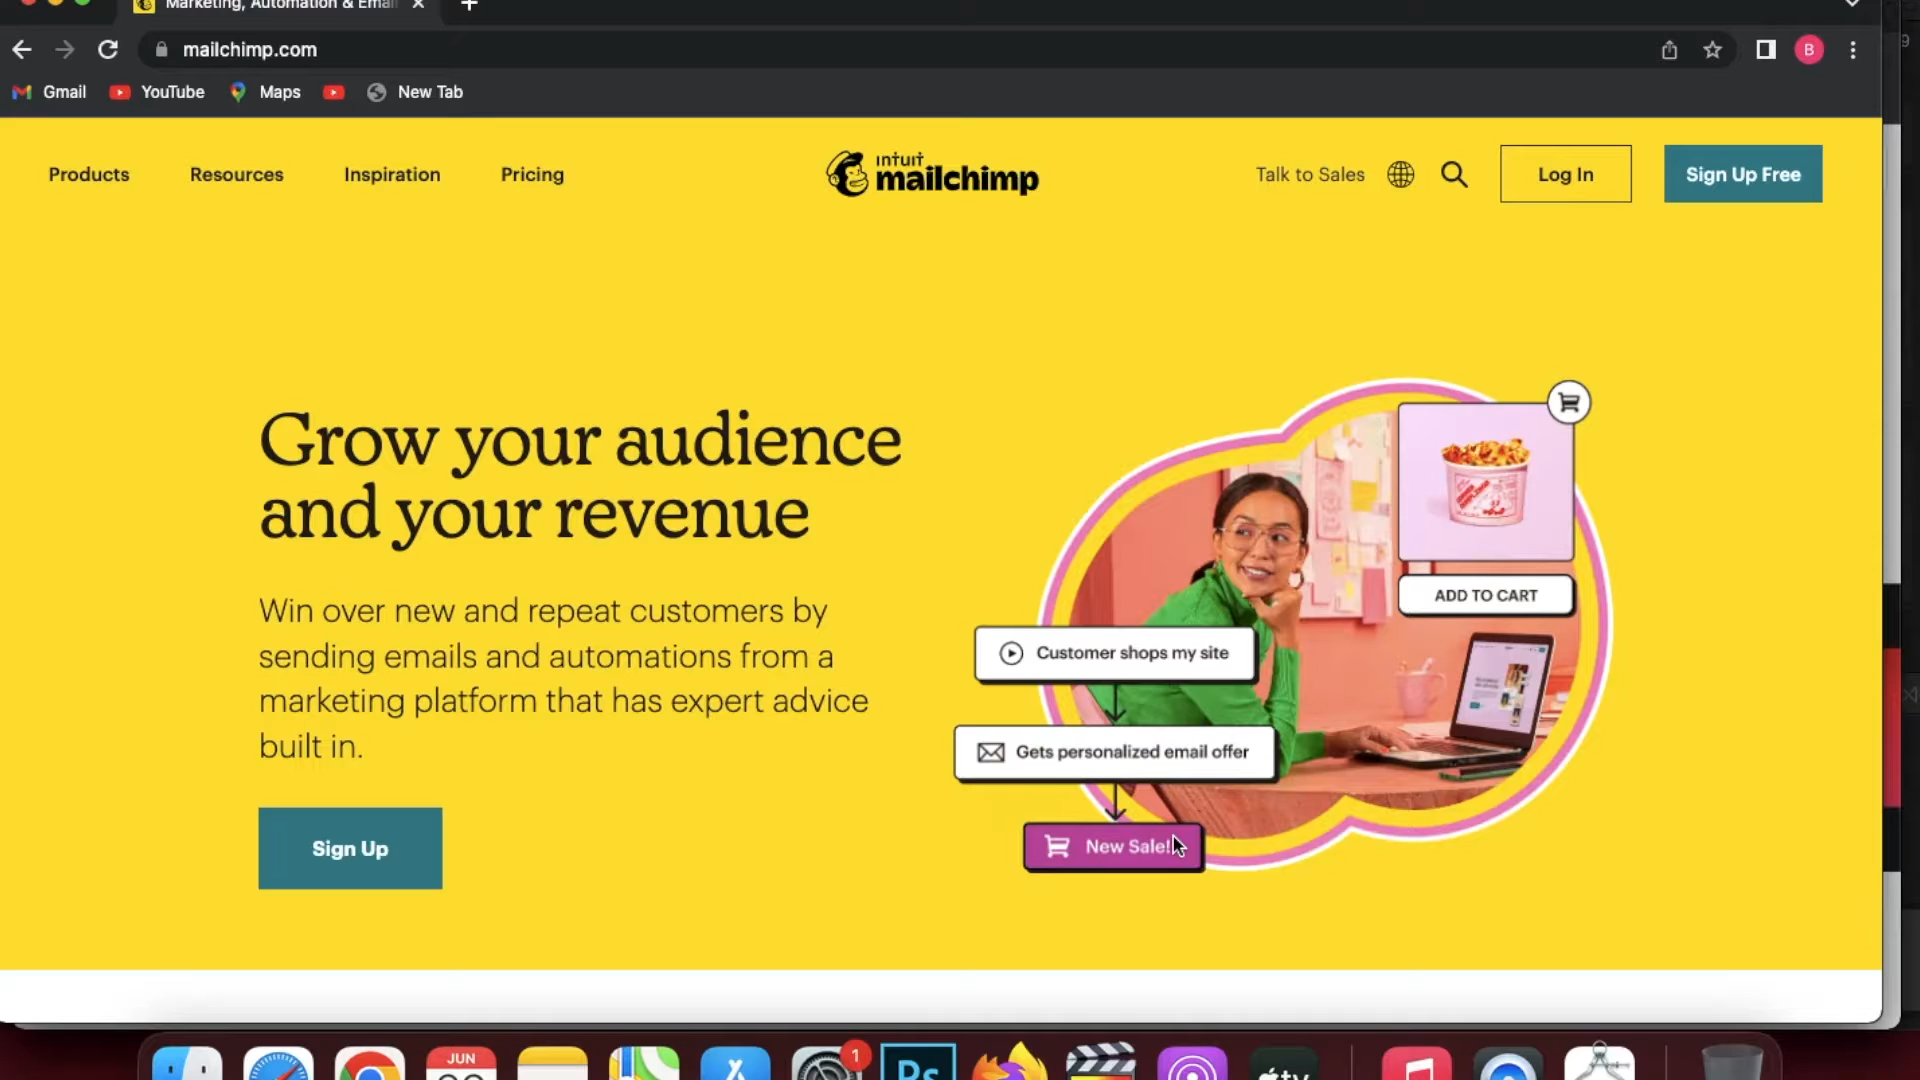 Marketing, Automation & Email
mailchimp.com
Gmail YouTube Maps New Tab
Products Resources Inspiration Pricing
INTUIT
mailchimp
Talk to Sales Log In Sign Up Free
Grow your audience
and your revenue
Win over new and repeat customers by
sending emails and automations from a
marketing platform that has expert advice
built in.
Sign Up
ADD TO CART
Customer shops my site
Gets personalized email offer
New Sale!
B
JUN
1
Ps
tv